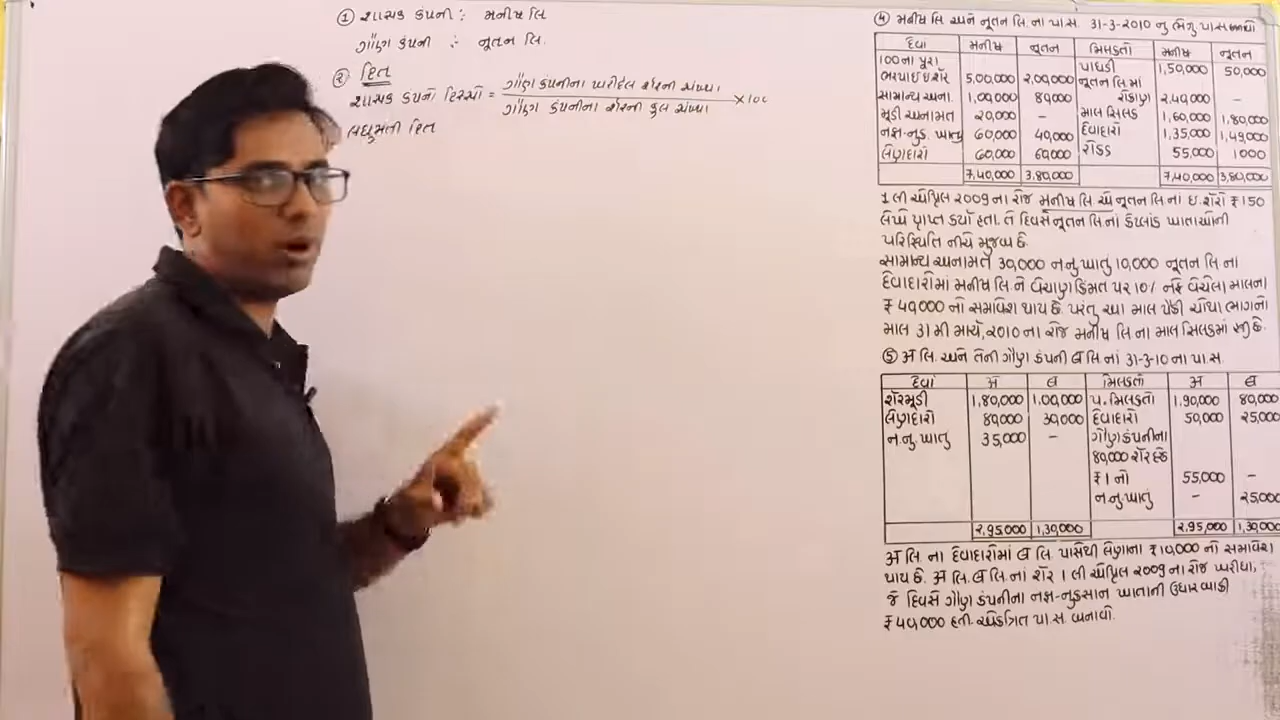 ① શાસક કંપની : મનીષ લિ
ગૌણ કંપની :- નૂતન લિ.
② હિત
શાસક કંપની હિસ્સો = ગૌણ કંપનીના ખરીદેલ શેરની સંખ્યા
ગૌણ કંપનીના શેરની કુલ સંખ્યા ×100
લઘુમતી હિત
④ મનીષ લિ અને નૂતન લિ. ના પા.સ. 31-3-2010 નુ મિશ્ર પા.સ
દેવાં મનીષ નૂતન મિલકતો મનીષ નૂતન
100 ના પૂરા પાઘડી 1,50,000 50,000
ભરપાઇ ઇ શેર 5,00,000 2,00,000 નૂતન લિ.માં
સામાન્ય અના. 1,00,000 80,000 રોકાણ 2,40,000 –
મૂડી અનામત 20,000 – માલ સિલક 1,60,000 1,80,000
નફા-નુક. ખાતુ 60,000 40,000 દેવાદારો 1,35,000 1,49,000
લેણદારો 60,000 60,000 રોકડ 55,000 1000
7,40,000 3,80,000 7,40,000 3,80,000
1 લી એપ્રિલ 2009 ના રોજ મનીષ લિ. એ નૂતન લિ.ના ઇ. શેરો ₹150
લેખે પ્રાપ્ત કર્યા હતા. તે દિવસે નૂતન લિ.નાં કેટલાંક ખાતાઓની
પરિસ્થિતિ નીચે મુજબ છે.
સામાન્ય અનામત 30,000 ન.નુ.ખાતુ 10,000 નૂતન લિ ના
દેવાદારોમાં મનીષ લિ.ને વેચાણ કિંમત પર 10% નફે વેચેલા માલના
₹ 40,000 નો સમાવેશ થાય છે. પરંતુ આ માલ પૈકી ચોથા ભાગનો
માલ 31 મી માર્ચ, 2010 ના રોજ મનીષ લિ ના માલ સિલકમાં છે.
⑤ અ લિ. અને તેની ગૌણ કંપની બ લિ. નાં 31-3-10 ના પા.સ.
દેવાં અ બ મિલકતો અ બ
શેરમૂડી 1,80,000 1,00,000 પ. મિલકતો 1,90,000 80,000
લેણદારો 80,000 30,000 દેવાદારો 50,000 25,000
ન.નુ. ખાતુ 35,000 – ગૌણ કંપનીના
80,000 શેર દરેક
₹ 1 નો 55,000 –
ન.નુ. ખાતુ – 25,000
2,95,000 1,30,000 2,95,000 1,30,000
અ લિ. ના દેવાદારોમાં બ લિ. પાસેથી લેણાના ₹ 10,000 નો સમાવેશ
થાય છે. અ લિ. બ લિ. નાં શેર 1 લી એપ્રિલ 2009 ના રોજ ખરીદ્યા,
જે દિવસે ગૌણ કંપનીના નફા-નુકસાન ખાતાની ઉધાર બાકી
₹ 40,000 હતી. એકત્રિત પા.સ. બનાવો.